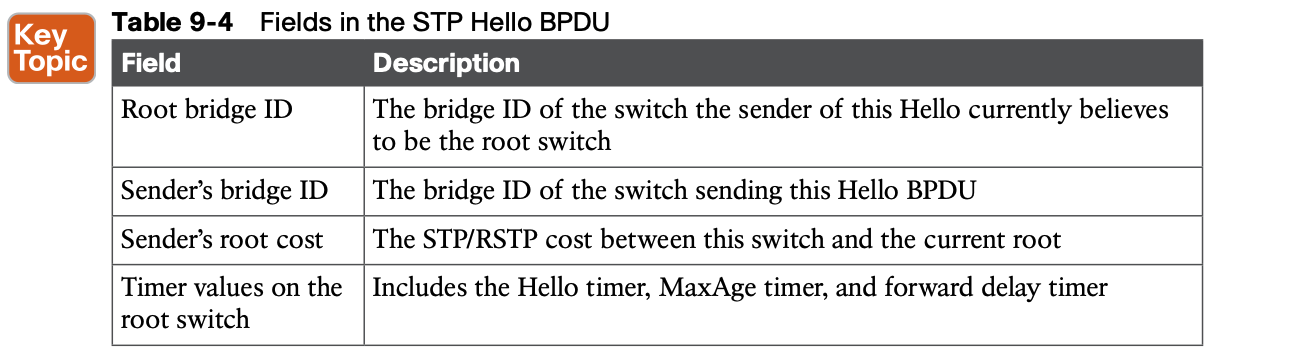 Key
Topic
Table 9-4 Fields in the STP Hello BPDU
Field Description
Root bridge ID The bridge ID of the switch the sender of this Hello currently believes
to be the root switch
Sender’s bridge ID The bridge ID of the switch sending this Hello BPDU
Sender’s root cost The STP/RSTP cost between this switch and the current root
Timer values on the Includes the Hello timer, MaxAge timer, and forward delay timer
root switch